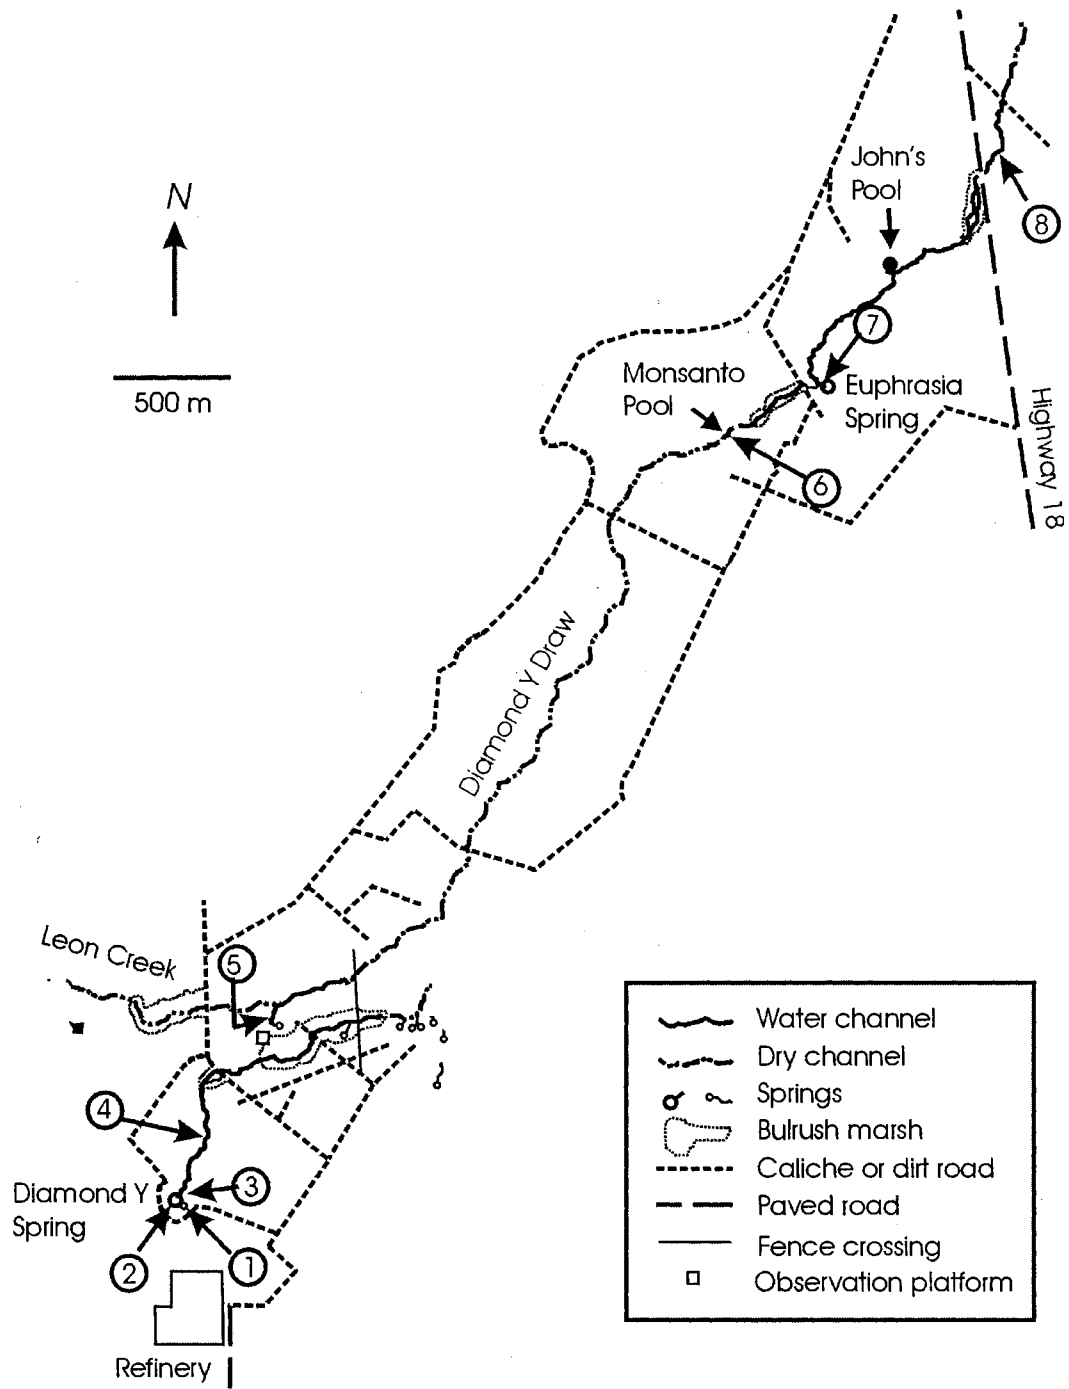 John's
Pool
N
8
7
500 m
Monsanto
Pool
Euphrasia
Spring
Highway 18
6
Diamond Y Draw
Leon Creek
5
4
3
Diamond Y
Spring
2
1
Refinery
Water channel
Dry channel
Springs
Bulrush marsh
Caliche or dirt road
Paved road
Fence crossing
Observation platform